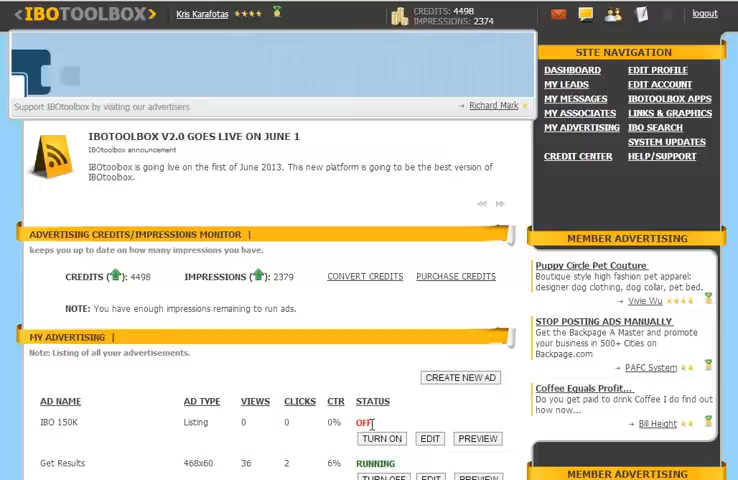 <IBOTOOLBOX>
Kris Karafotas
CREDITS: 4498
IMPRESSIONS: 2374
logout
Support IBOtoolbox by visiting our advertisers
→ Richard Mark
IBOTOOLBOX V2.0 GOES LIVE ON JUNE 1
IBOtoolbox announcement
IBOtoolbox is going live on the first of June 2013. This new platform is going to be the best version of
IBOtoolbox.
ADVERTISING CREDITS/IMPRESSIONS MONITOR |
keeps you up to date on how many impressions you have.
CREDITS ( ): 4498 IMPRESSIONS ( ): 2379 CONVERT CREDITS PURCHASE CREDITS
NOTE: You have enough impressions remaining to run ads.
MY ADVERTISING |
Note: Listing of all your advertisements.
CREATE NEW AD
AD NAME AD TYPE VIEWS CLICKS CTR STATUS
IBO 150K Listing 0 0 0% OFF
TURN ON EDIT PREVIEW
Get Results 468x60 36 2 6% RUNNING
TURN OFF EDIT PREVIEW
SITE NAVIGATION
DASHBOARD EDIT PROFILE
MY LEADS EDIT ACCOUNT
MY MESSAGES IBOTOOLBOX APPS
MY ASSOCIATES LINKS & GRAPHICS
MY ADVERTISING IBO SEARCH
SYSTEM UPDATES
CREDIT CENTER HELP/SUPPORT
MEMBER ADVERTISING
Puppy Circle Pet Couture
Boutique style high fashion pet apparel:
designer dog clothing, dog collar, pet bed.
→ Vivie Wu
STOP POSTING ADS MANUALLY
Get the Backpage A Master and promote
your business in 500+ Cities on
Backpage.com
→ PAFC System
Coffee Equals Profit...
Do you get paid to drink Coffee I do find out
how now...
→ Bill Height
MEMBER ADVERTISING